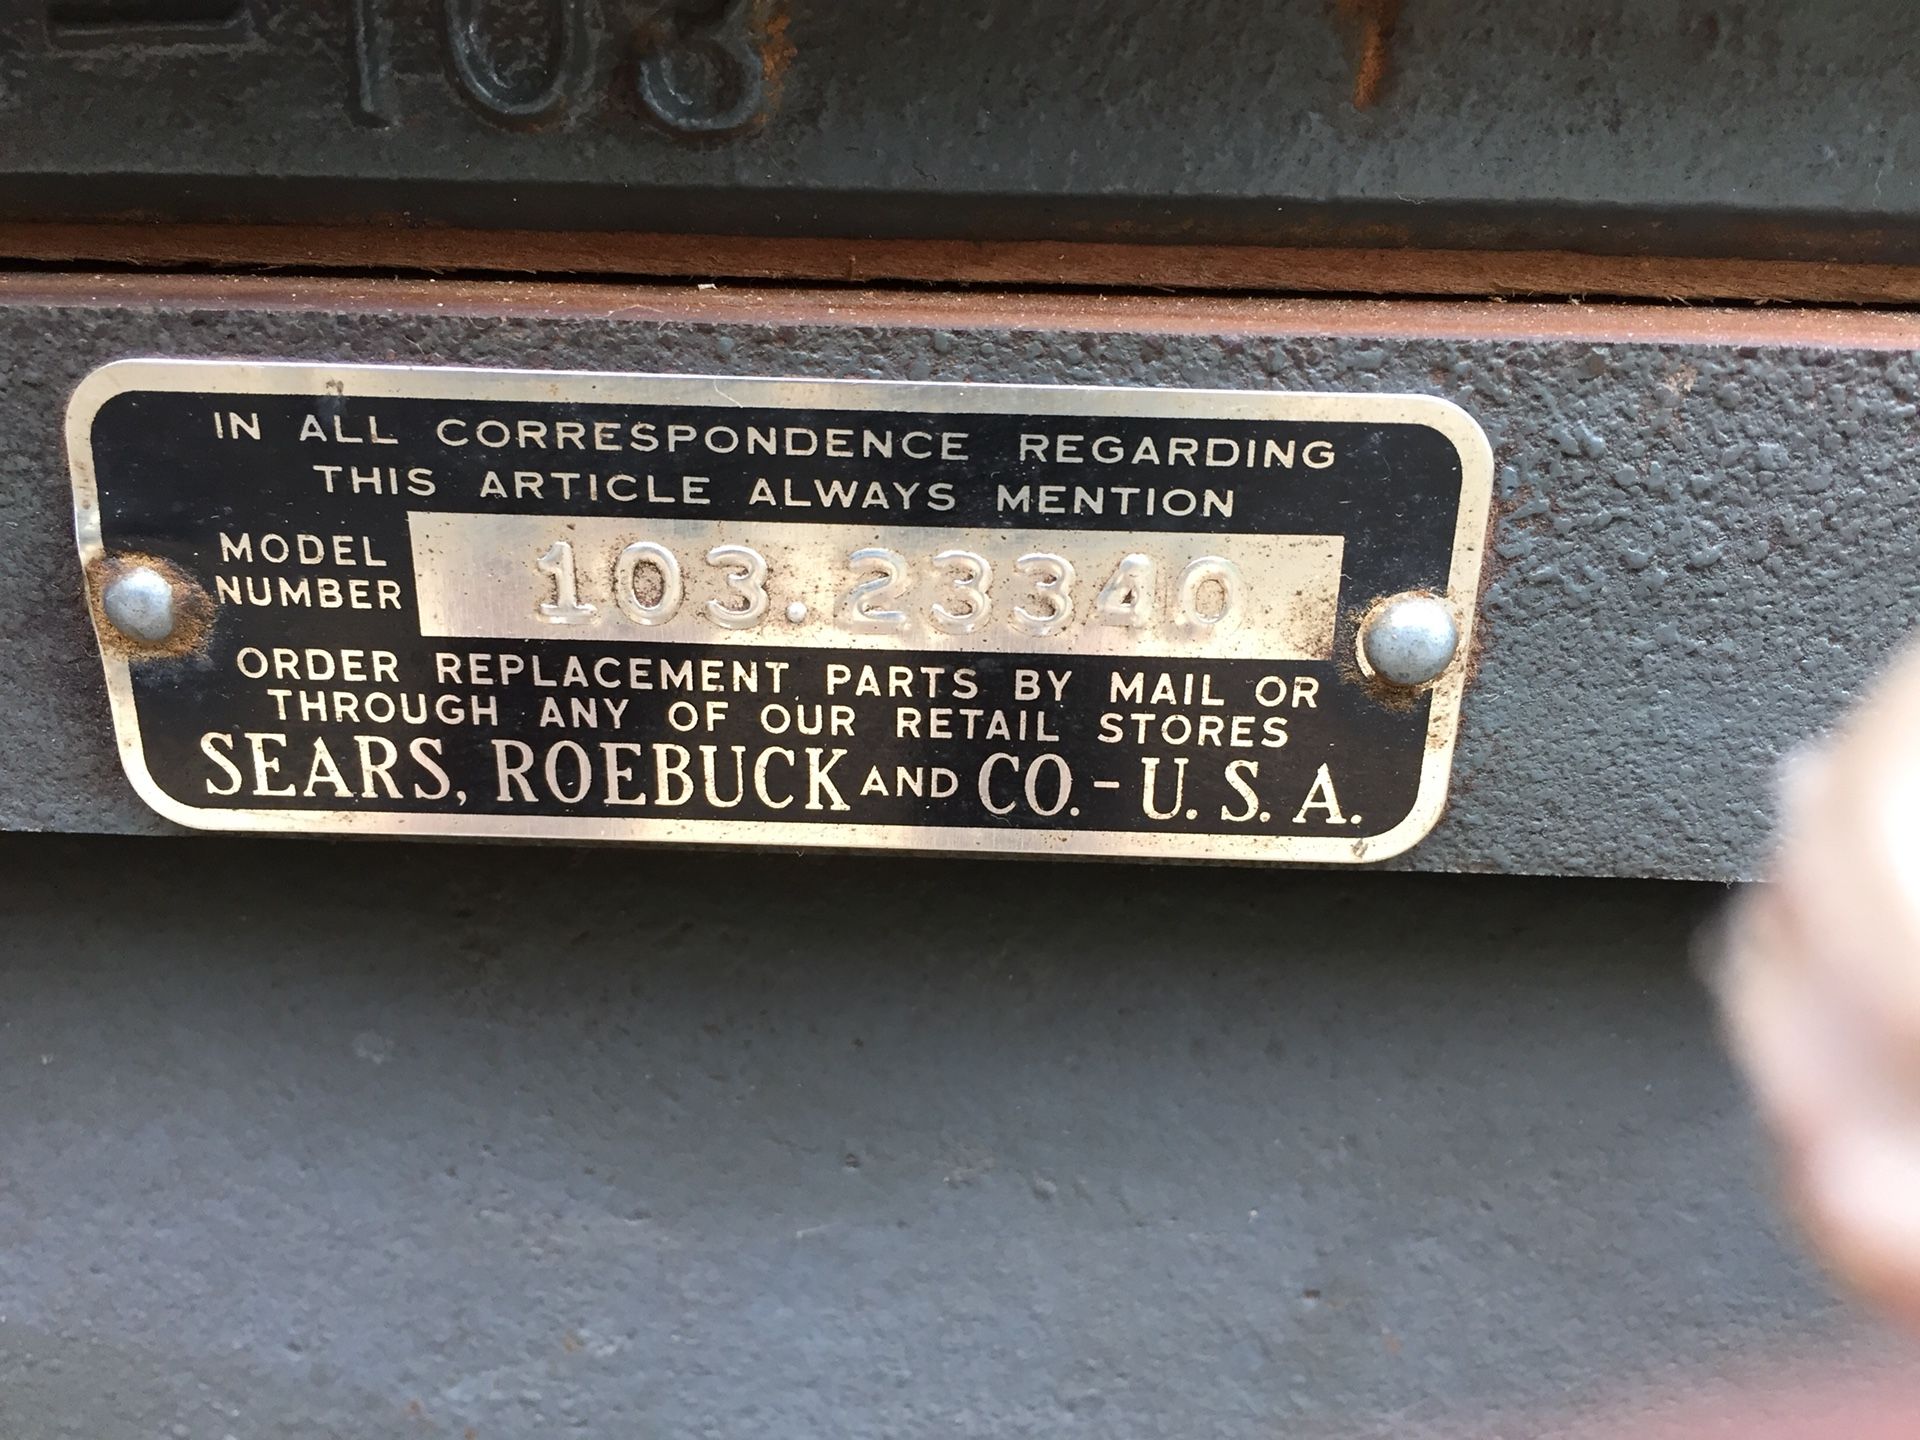 -103
IN ALL CORRESPONDENCE REGARDING
THIS ARTICLE ALWAYS MENTION
MODEL NUMBER 103.23340
ORDER REPLACEMENT PARTS BY MAIL OR
THROUGH ANY OF OUR RETAIL STORES
SEARS, ROEBUCK AND CO. - U. S. A.